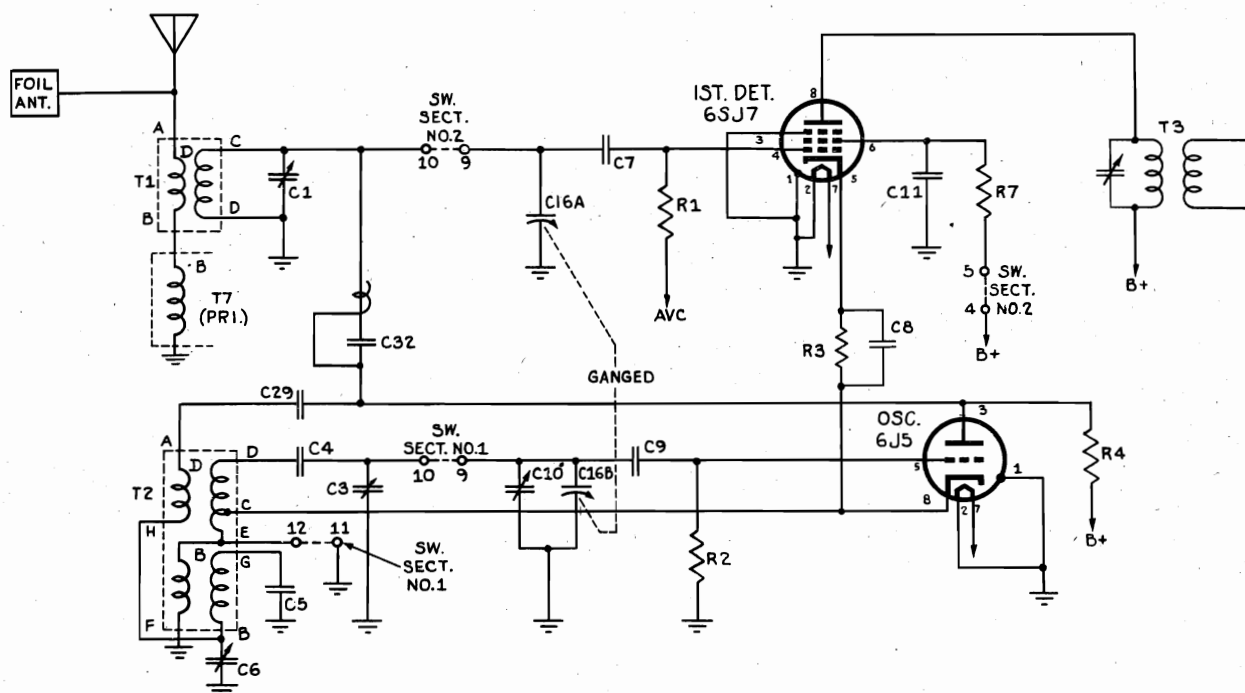 FOIL
ANT.
A
D
C
T1
B
D
C1
B
T7
(PRI.)
SW.
SECT.
NO.2
10
9
C16A
C7
R1
AVC
1ST. DET.
6SJ7
8
3
4
6
1
2
7
5
C11
R7
5
SW.
SECT.
4
NO.2
B+
T3
B+
C32
R3
C8
GANGED
C29
A
D
D
C4
SW.
SECT. NO.1
10
9
C3
C10
C16B
C9
R2
OSC.
6J5
3
5
1
8
2
7
R4
B+
T2
C
H
E
12
11
B
G
SW.
SECT.
NO.1
C5
F
B
C6